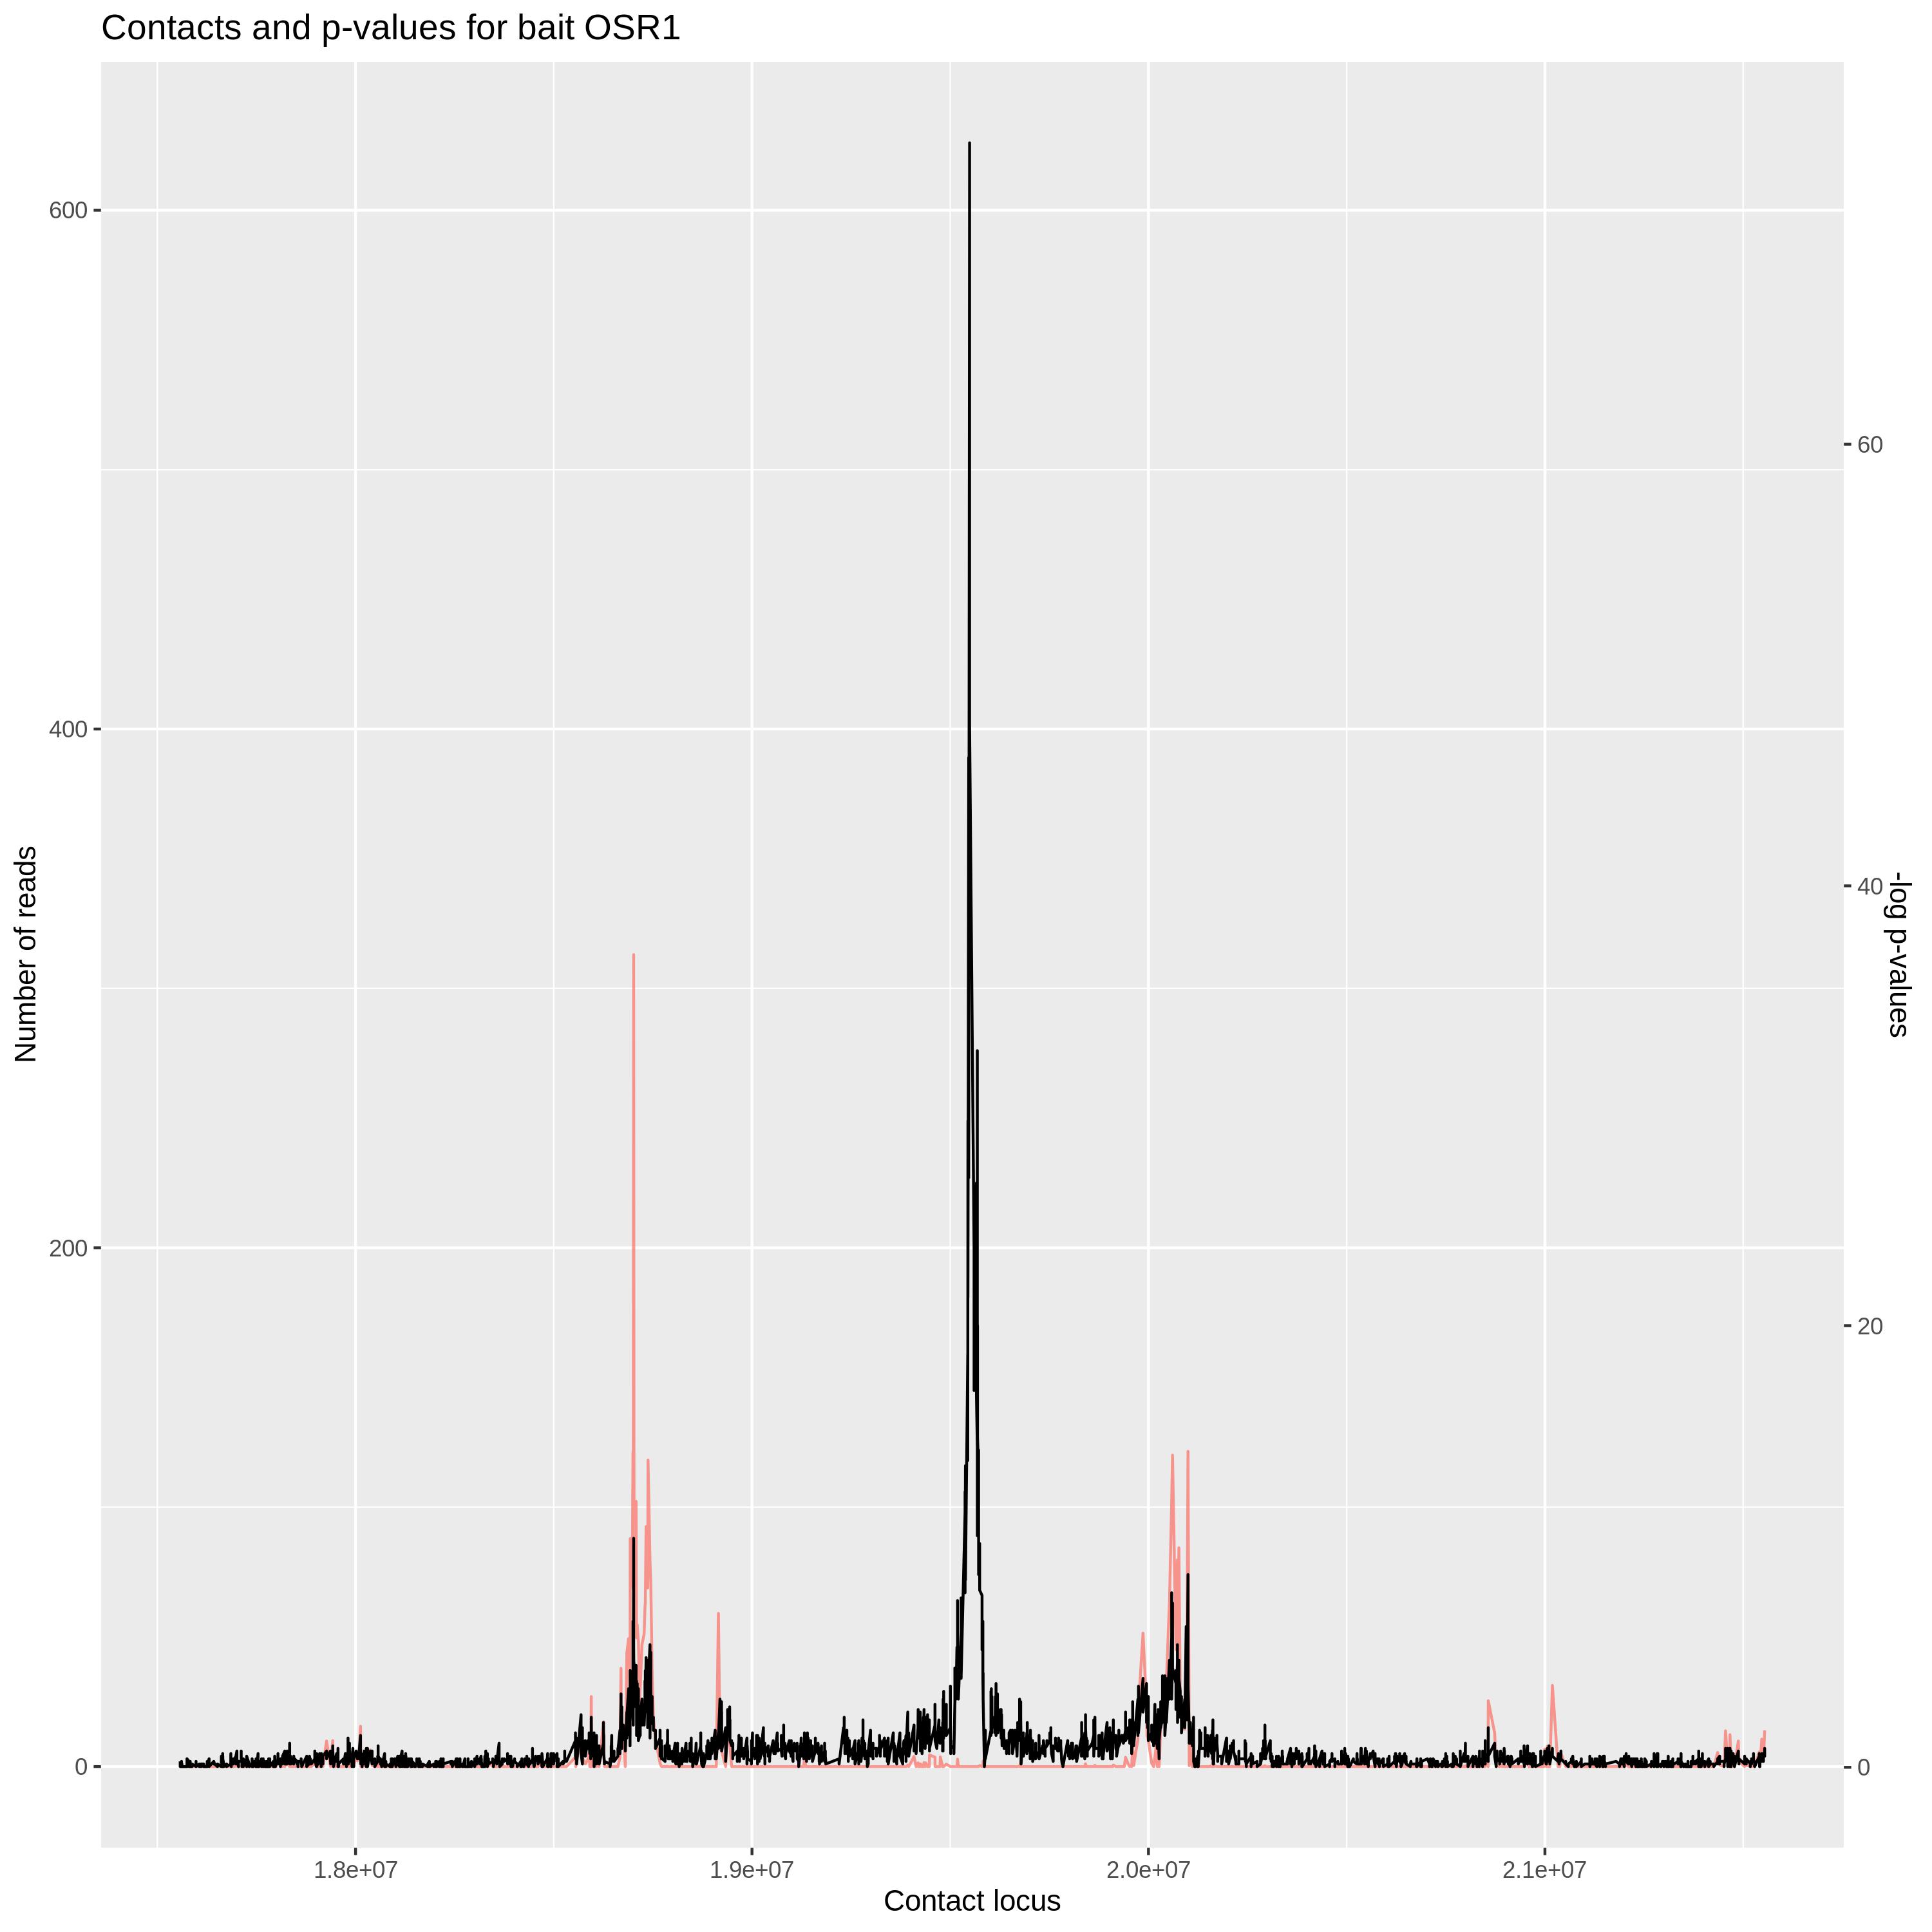 Contacts and p-values for bait OSR1
600
400
200
0
Number of reads
60
40
20
0
-log p-values
1.8e+07
1.9e+07
2.0e+07
2.1e+07
Contact locus